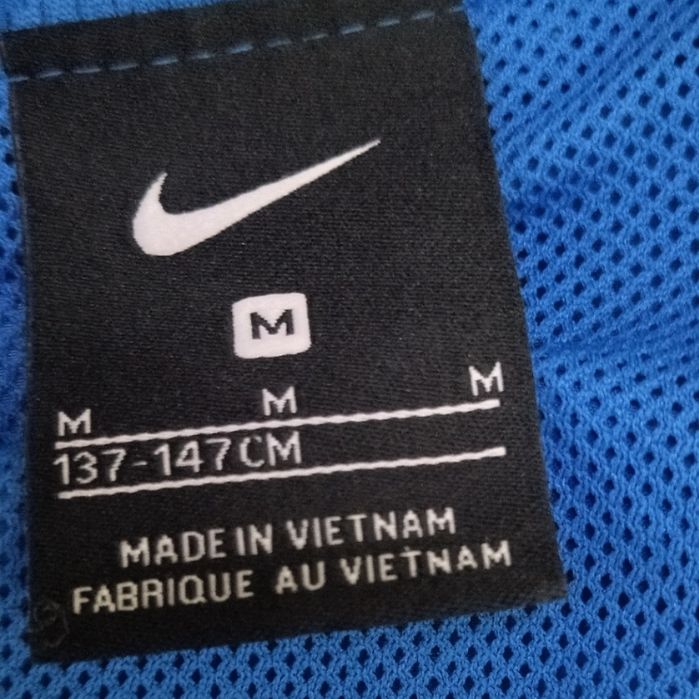 M
M M M
137-147CM
MADE IN VIETNAM
FABRIQUE AU VIETNAM